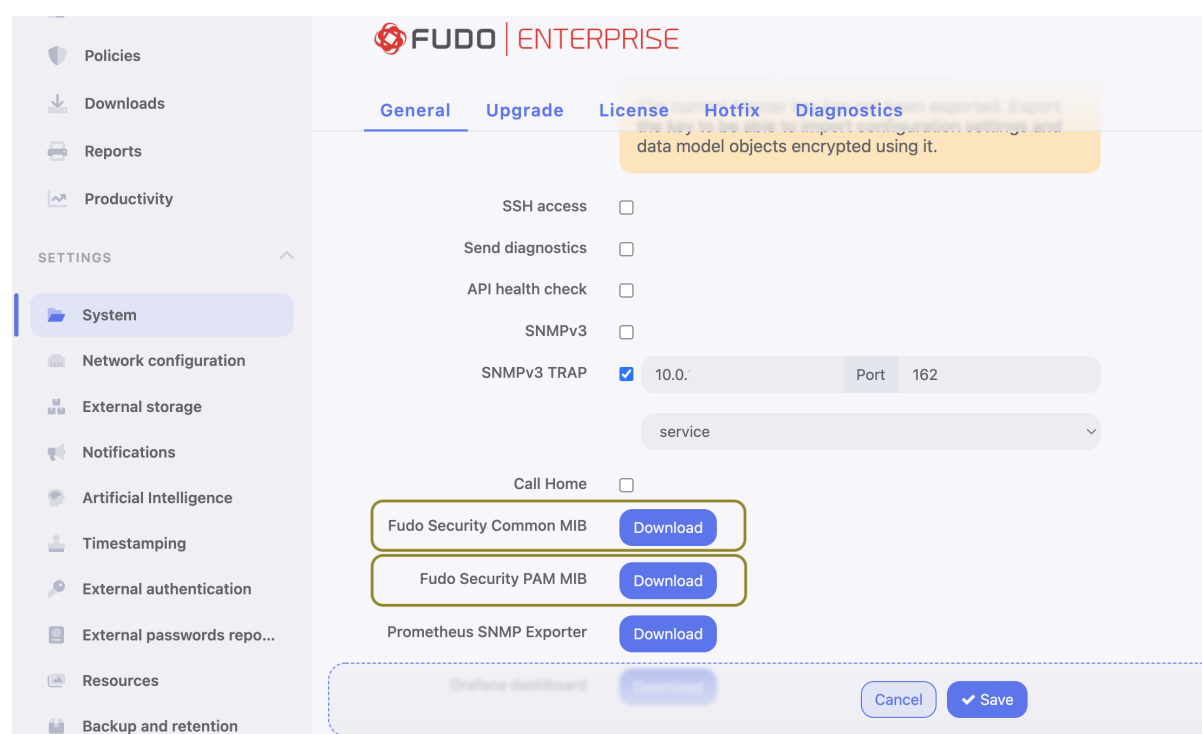 Policies
Downloads
Reports
Productivity
SETTINGS
System
Network configuration
External storage
Notifications
Artificial Intelligence
Timestamping
External authentication
External passwords repo...
Resources
Backup and retention
FUDO ENTERPRISE
General Upgrade License Hotfix Diagnostics
the key to be able to import configuration settings and
data model objects encrypted using it.
SSH access
Send diagnostics
API health check
SNMPv3
SNMPv3 TRAP 10.0. Port 162
service
Call Home
Fudo Security Common MIB Download
Fudo Security PAM MIB Download
Prometheus SNMP Exporter Download
Grafana dashboard Download
Cancel Save